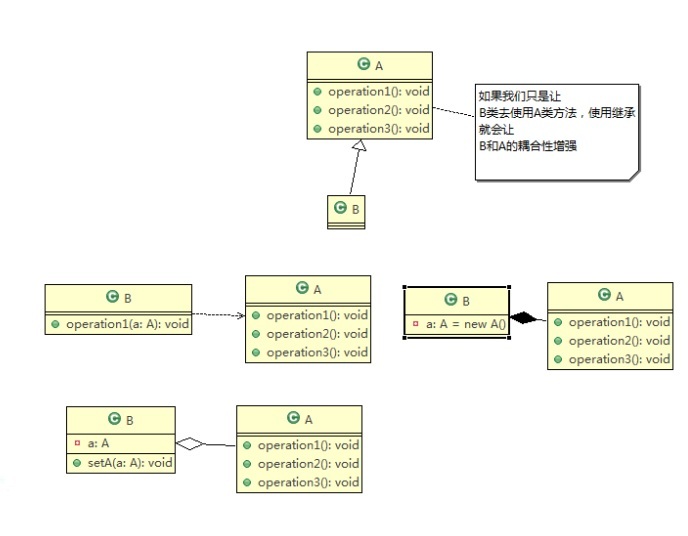 C A
operation1(): void
operation2(): void
operation3(): void
如果我们只是让
B类去使用A类方法，使用继承
就会让
B和A的耦合性增强
C B
C B
operation1(a: A): void
C A
operation1(): void
operation2(): void
operation3(): void
C B
a: A = new A()
C A
operation1(): void
operation2(): void
operation3(): void
C B
a: A
setA(a: A): void
C A
operation1(): void
operation2(): void
operation3(): void